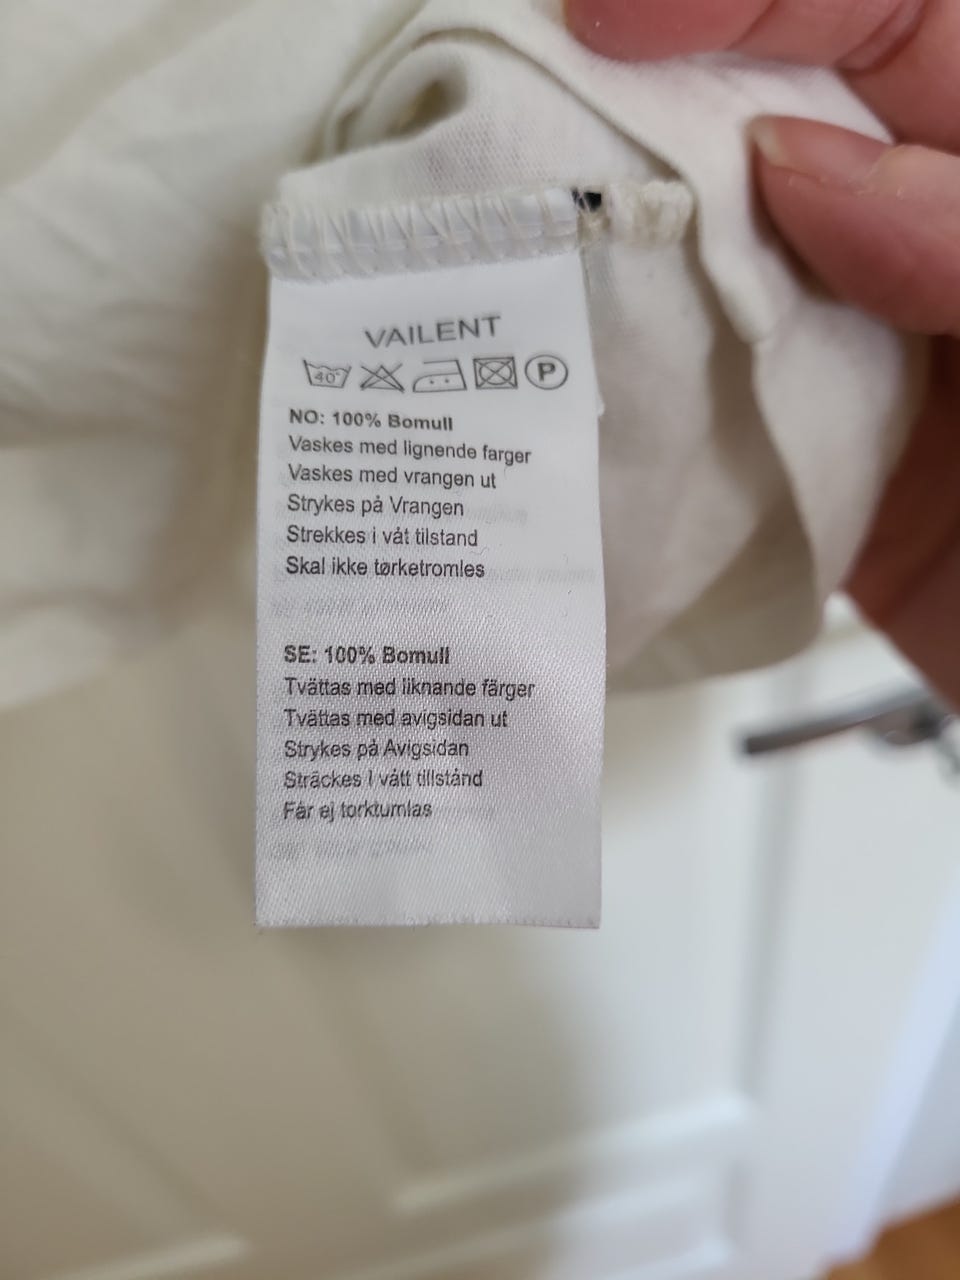 VAILENT
40° P
NO: 100% Bomull
Vaskes med lignende farger
Vaskes med vrangen ut
Strykes på Vrangen
Strekkes i våt tilstand
Skal ikke tørketromles
SE: 100% Bomull
Tvättas med liknande färger
Tvättas med avigsidan ut
Strykes på Avigsidan
Sträckes I vått tillstånd
Får ej torktumlas